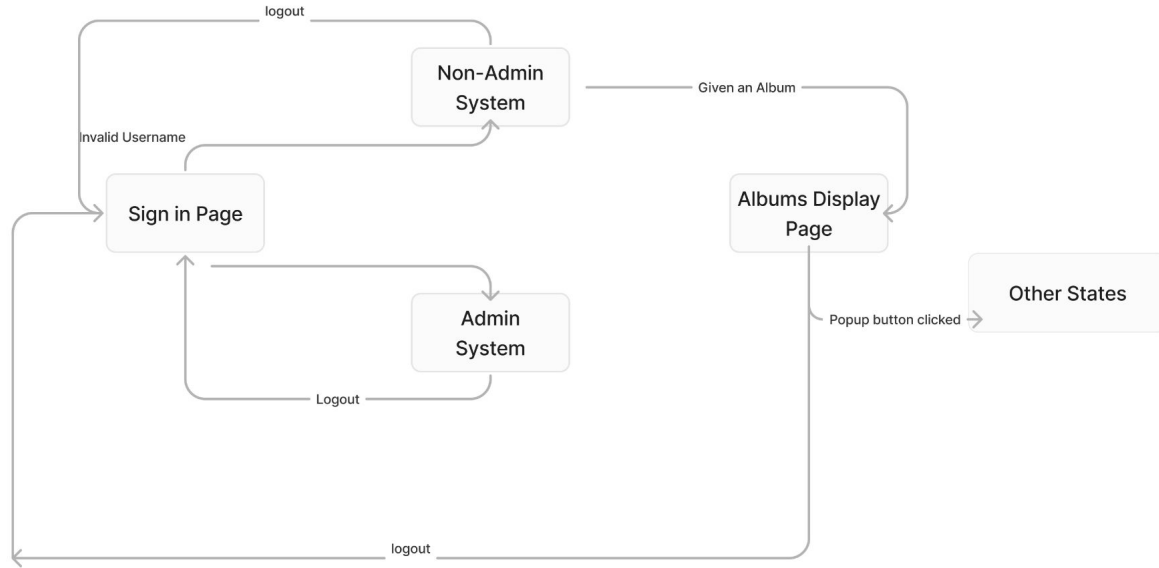 logout
Non-Admin
System
Given an Album
Invalid Username
Sign in Page
Albums Display
Page
Other States
Admin
System
Popup button clicked
Logout
logout